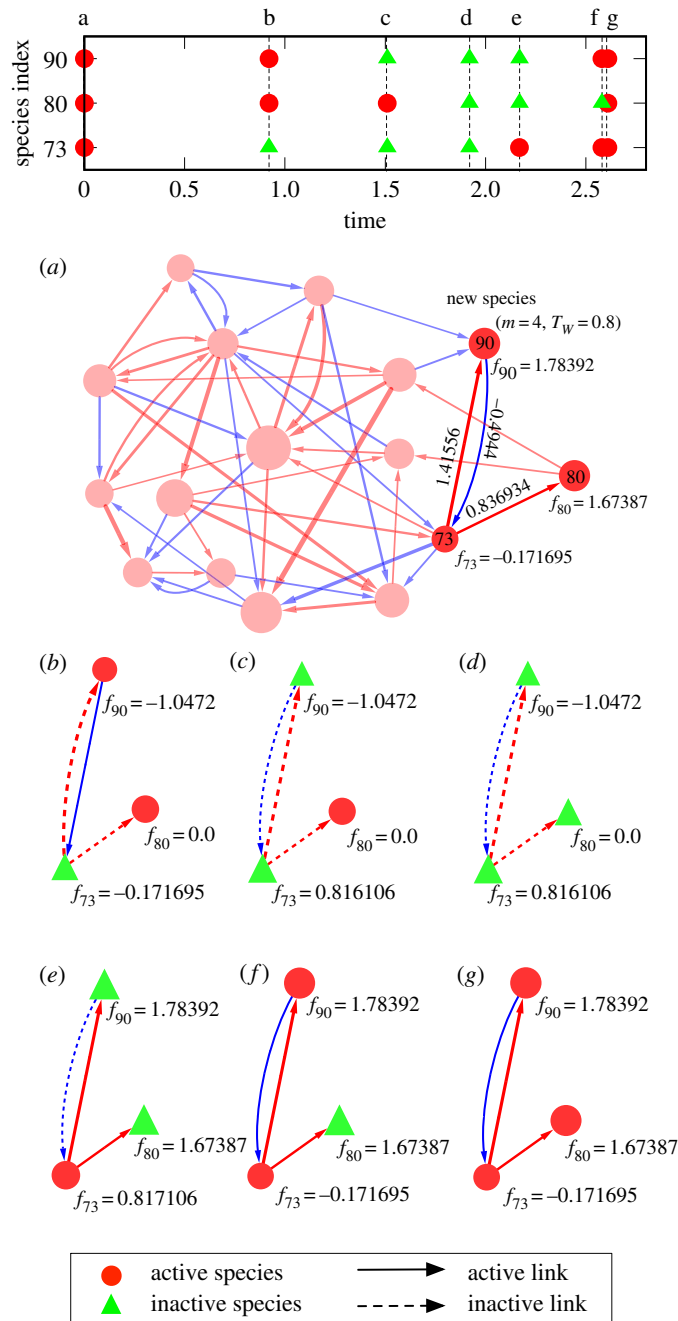 a b c d e f g
90
80
73
species index
0 0.5 1.0 1.5 2.0 2.5
time
(a)
new species
(m = 4, T_W = 0.8)
90
f_90 = 1.78392
−0.4944
1.41556
80
0.836934
f_80 = 1.67387
73
f_73 = −0.171695
(b) (c) (d)
f_90 = −1.0472 f_90 = −1.0472 f_90 = −1.0472
f_80 = 0.0 f_80 = 0.0 f_80 = 0.0
f_73 = −0.171695 f_73 = 0.816106 f_73 = 0.816106
(e) (f) (g)
f_90 = 1.78392 f_90 = 1.78392 f_90 = 1.78392
f_80 = 1.67387 f_80 = 1.67387 f_80 = 1.67387
f_73 = 0.817106 f_73 = −0.171695 f_73 = −0.171695
active species active link
inactive species inactive link